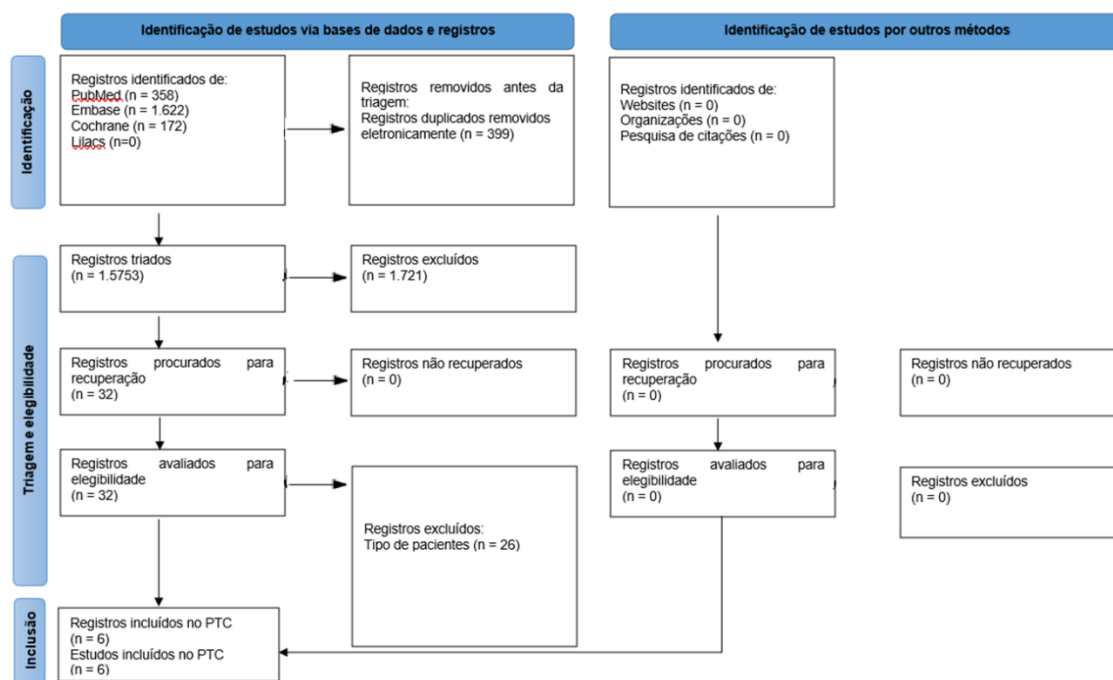 Identificação de estudos via bases de dados e registros
Identificação de estudos por outros métodos
Identificação
Registros identificados de:
PubMed (n = 358)
Embase (n = 1.622)
Cochrane (n = 172)
Lilacs (n=0)
Registros removidos antes da
triagem:
Registros duplicados removidos
eletronicamente (n = 399)
Registros identificados de:
Websites (n = 0)
Organizações (n = 0)
Pesquisa de citações (n = 0)
Triagem e elegibilidade
Registros triados
(n = 1.5753)
Registros excluídos
(n = 1.721)
Registros procurados para
recuperação
(n = 32)
Registros não recuperados
(n = 0)
Registros procurados para
recuperação
(n = 0)
Registros não recuperados
(n = 0)
Registros avaliados para
elegibilidade
(n = 32)
Registros excluídos:
Tipo de pacientes (n = 26)
Registros avaliados para
elegibilidade
(n = 0)
Registros excluídos
(n = 0)
Inclusão
Registros incluídos no PTC
(n = 6)
Estudos incluídos no PTC
(n = 6)